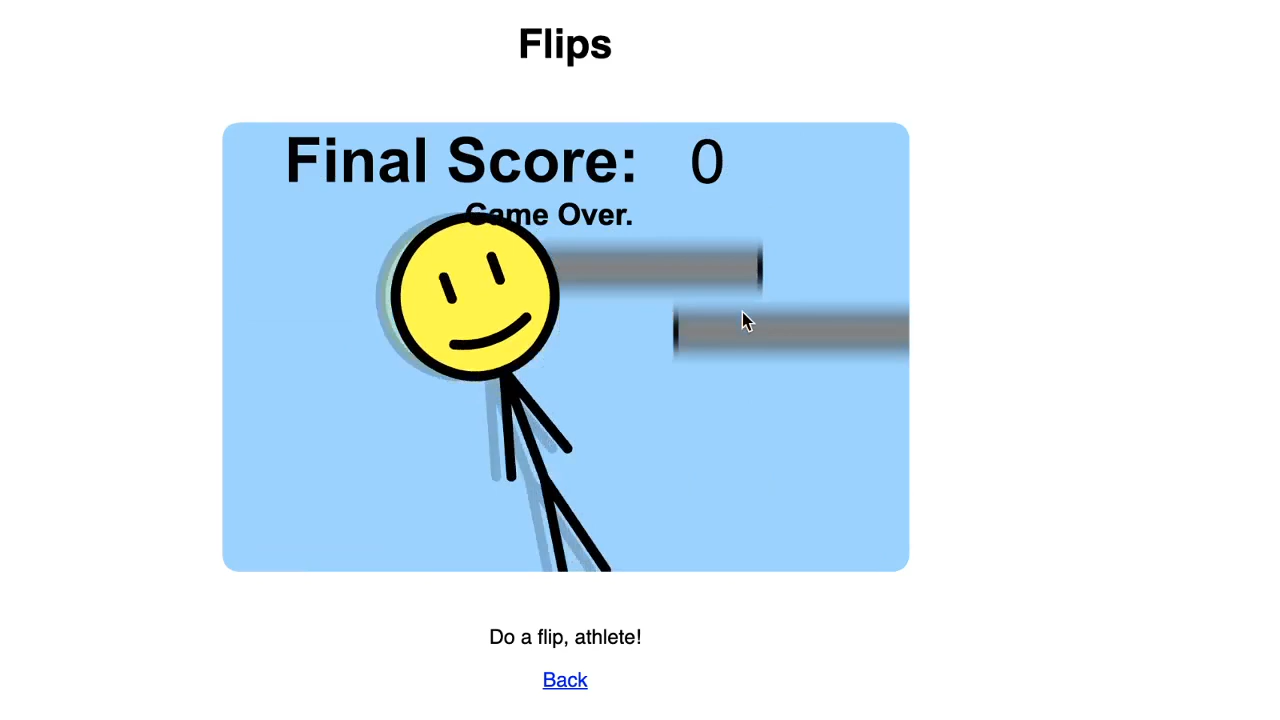 Flips
Final Score: 0
Game Over.
Do a flip, athlete!
Back